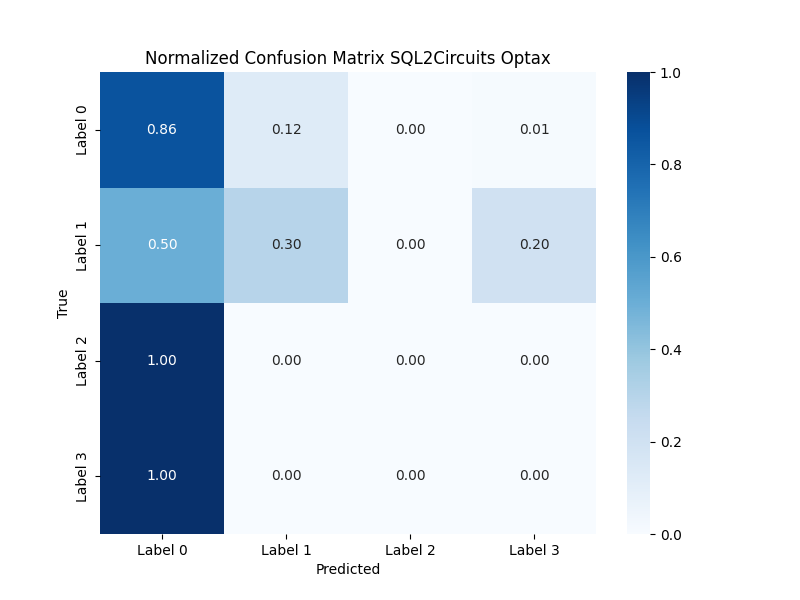 Normalized Confusion Matrix SQL2Circuits Optax
True
Label 0
0.86 0.12 0.00 0.01
Label 1
0.50 0.30 0.00 0.20
Label 2
1.00 0.00 0.00 0.00
Label 3
1.00 0.00 0.00 0.00
Label 0 Label 1 Label 2 Label 3
Predicted
1.0
0.8
0.6
0.4
0.2
0.0